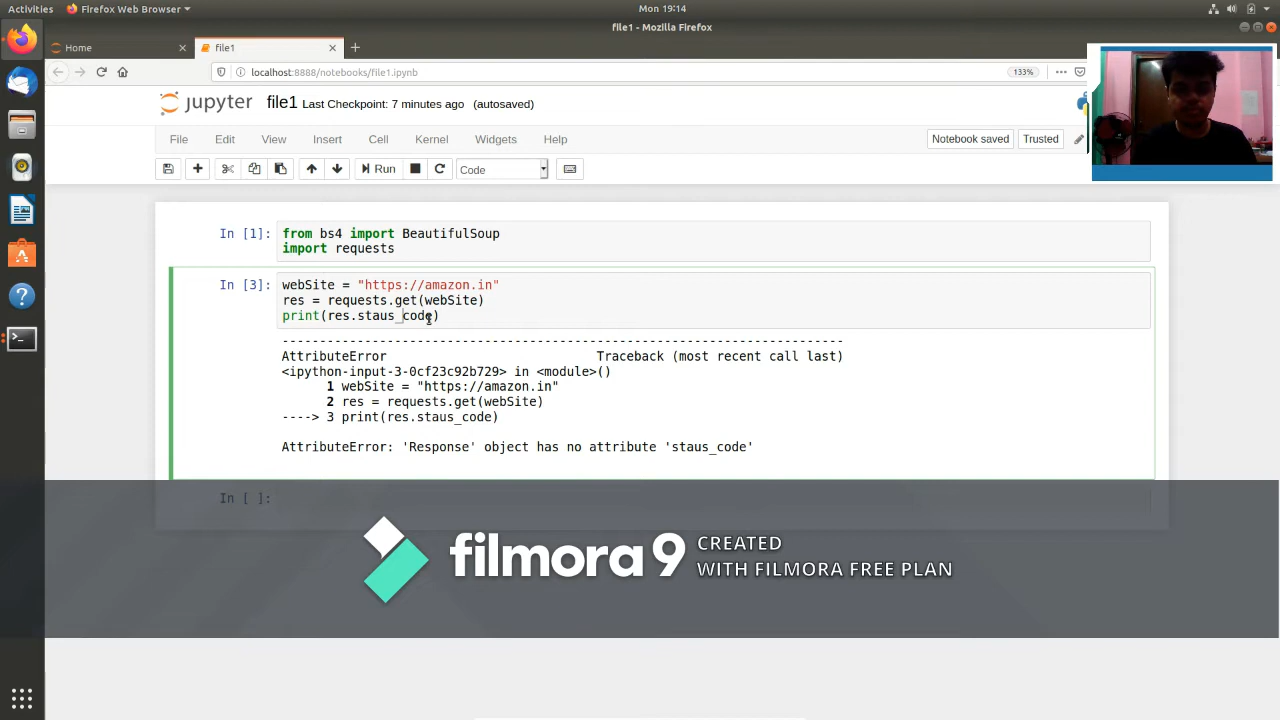 Activities
Firefox Web Browser
Mon 19:14
file1 - Mozilla Firefox
Home
file1
localhost:8888/notebooks/file1.ipynb
133%
jupyter file1 Last Checkpoint: 7 minutes ago (autosaved)
File Edit View Insert Cell Kernel Widgets Help
Notebook saved Trusted
Run
Code
In [1]: from bs4 import BeautifulSoup
import requests
In [3]: webSite = "https://amazon.in"
res = requests.get(webSite)
print(res.staus_code)
---------------------------------------------------------------------------
AttributeError Traceback (most recent call last)
<ipython-input-3-0cf23c92b729> in <module>()
1 webSite = "https://amazon.in"
2 res = requests.get(webSite)
----> 3 print(res.staus_code)
AttributeError: 'Response' object has no attribute 'staus_code'
In [ ]:
filmora 9
CREATED
WITH FILMORA FREE PLAN